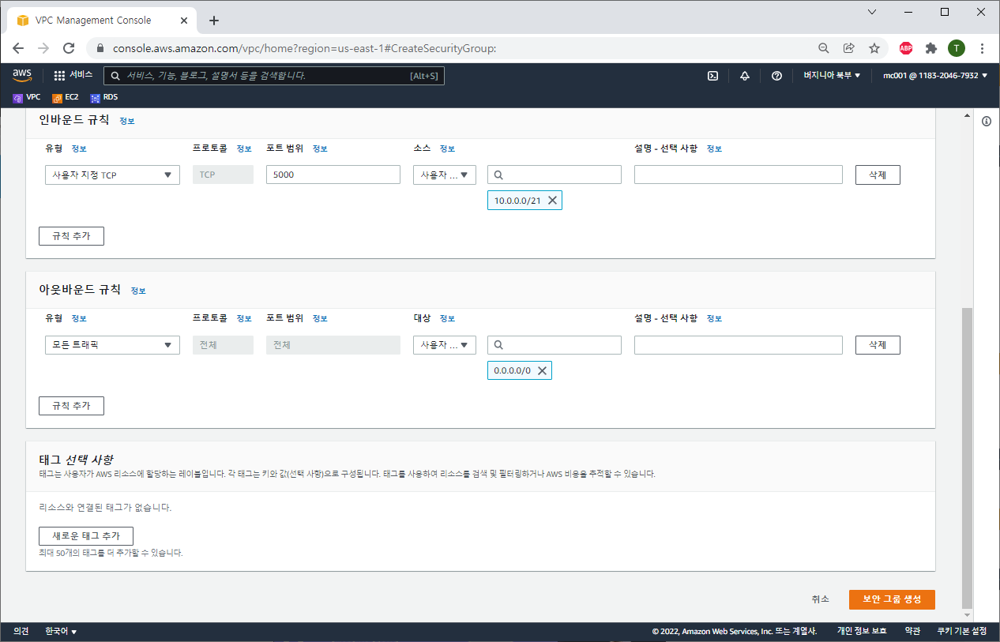 VPC Management Console
console.aws.amazon.com/vpc/home?region=us-east-1#CreateSecurityGroup:
ABP
T
aws
서비스
서비스, 기능, 블로그, 설명서 등을 검색합니다.
[Alt+S]
버지니아 북부
mc001 @ 1183-2046-7932
VPC
EC2
RDS
인바운드 규칙 정보
유형 정보 프로토콜 정보 포트 범위 정보 소스 정보 설명 - 선택 사항 정보
사용자 지정 TCP TCP 5000 사용자 ... 삭제
10.0.0.0/21
규칙 추가
아웃바운드 규칙 정보
유형 정보 프로토콜 정보 포트 범위 정보 대상 정보 설명 - 선택 사항 정보
모든 트래픽 전체 전체 사용자 ... 삭제
0.0.0.0/0
규칙 추가
태그 선택 사항
태그는 사용자가 AWS 리소스에 할당하는 레이블입니다. 각 태그는 키와 값(선택 사항)으로 구성됩니다. 태그를 사용하여 리소스를 검색 및 필터링하거나 AWS 비용을 추적할 수 있습니다.
리소스와 연결된 태그가 없습니다.
새로운 태그 추가
최대 50개의 태그를 더 추가할 수 있습니다.
취소 보안 그룹 생성
의견 한국어 © 2022, Amazon Web Services, Inc. 또는 계열사. 개인 정보 보호 약관 쿠키 기본 설정